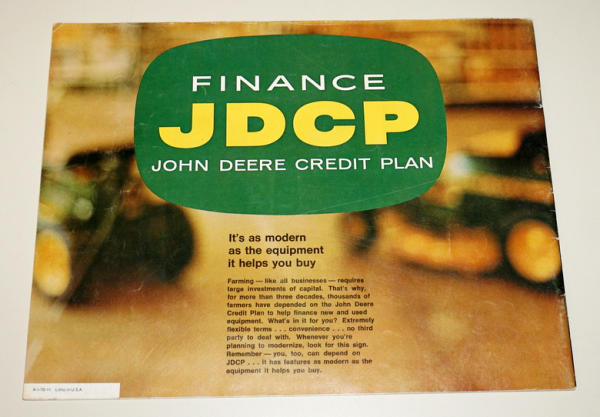 FINANCE
JDCP
JOHN DEERE CREDIT PLAN
It's as modern
as the equipment
it helps you buy
Farming — like all businesses — requires
large investments of capital. That's why,
for more than three decades, thousands of
farmers have depended on the John Deere
Credit Plan to help finance new and used
equipment. What's in it for you? Extremely
flexible terms . . . convenience . . . no third
party to deal with. Whenever you're
planning to modernize, look for this sign.
Remember — you, too, can depend on
JDCP . . . it has features as modern as the
equipment it helps you buy.
U.S.A